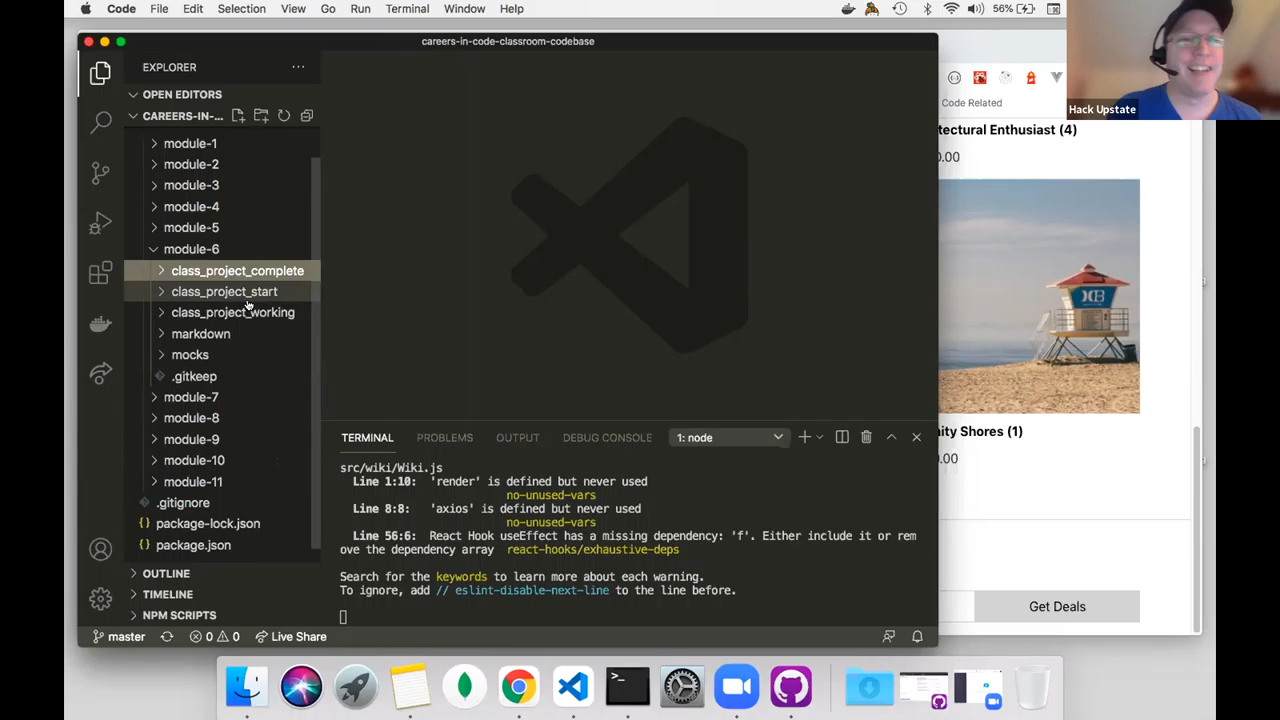 Code File Edit Selection View Go Run Terminal Window Help
56%
careers-in-code-classroom-codebase
EXPLORER
OPEN EDITORS
CAREERS-IN-...
module-1
module-2
module-3
module-4
module-5
module-6
class_project_complete
class_project_start
class_project_working
markdown
mocks
.gitkeep
module-7
module-8
module-9
module-10
module-11
.gitignore
package-lock.json
package.json
OUTLINE
TIMELINE
NPM SCRIPTS
TERMINAL PROBLEMS OUTPUT DEBUG CONSOLE 1: node
src/wiki/Wiki.js
Line 1:10: 'render' is defined but never used
no-unused-vars
Line 8:8: 'axios' is defined but never used
no-unused-vars
Line 56:6: React Hook useEffect has a missing dependency: 'f'. Either include it or rem
ove the dependency array react-hooks/exhaustive-deps
Search for the keywords to learn more about each warning.
To ignore, add // eslint-disable-next-line to the line before.
master 0 0 Live Share
Hack Upstate
Code Related
tectural Enthusiast (4)
0.00
nity Shores (1)
.00
Get Deals